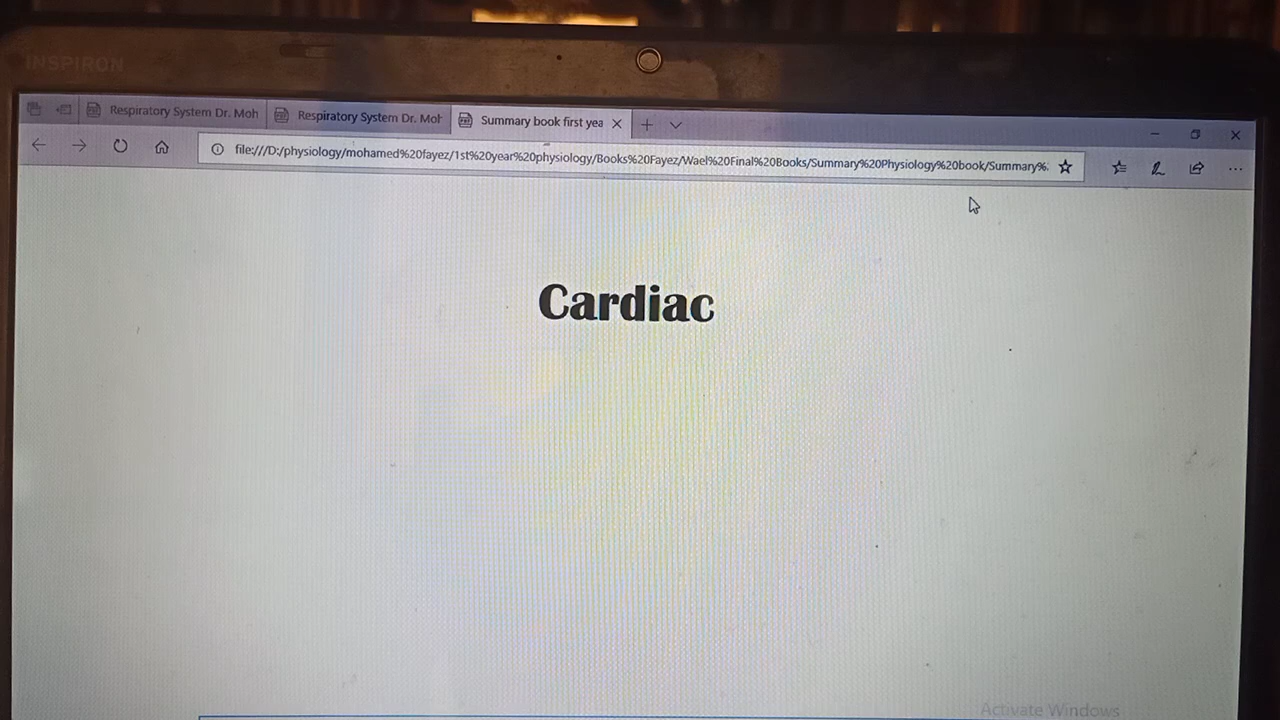 INSPIRON
Respiratory System Dr. Moh
Respiratory System Dr. Moh
Summary book first yea
file:///D:/physiology/mohamed%20fayez/1st%20year%20physiology/Books%20Fayez/Wael%20Final%20Books/Summary%20Physiology%20book/Summary%
Cardiac
Activate Windows